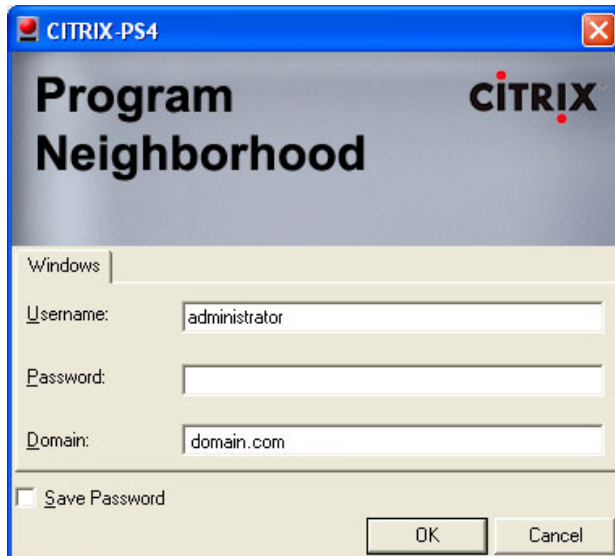 CITRIX-PS4
Program
Neighborhood
CITRIX
Windows
Username:
administrator
Password:
Domain:
domain.com
Save Password
OK
Cancel